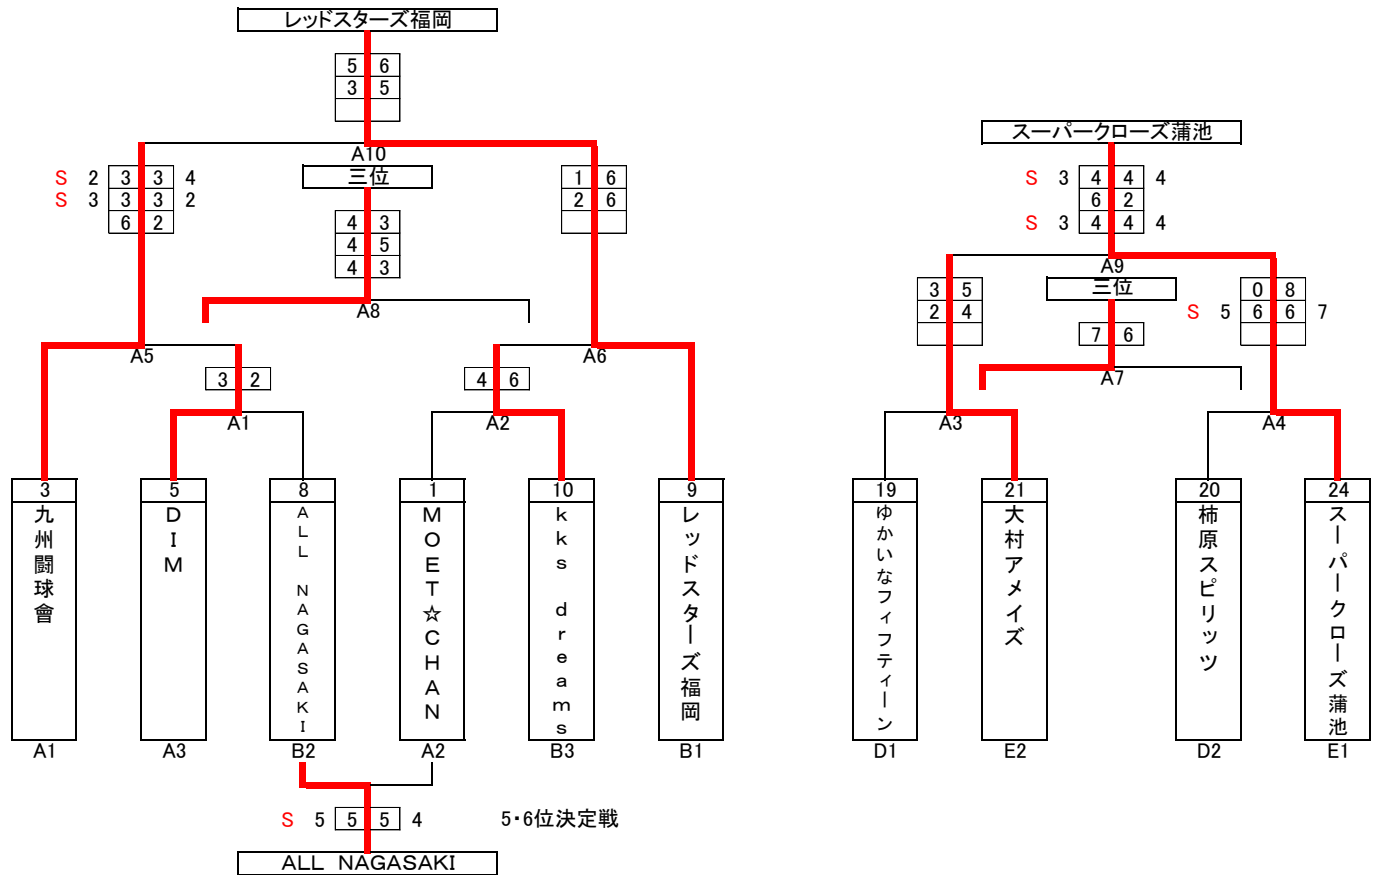 レッドスターズ福岡
5 6
3 5
A10
S 2 3 3 4
S 3 3 3 2
6 2
三位
4 3
4 5
4 3
A8
1 6
2 6
A5
A6
3 2
4 6
A1
A2
3
九州闘球會
A1
5
DIM
A3
8
ALL NAGASAKI
B2
1
MOET☆CHAN
A2
10
kks dreams
B3
9
レッドスターズ福岡
B1
S 5 5 5 4
5・6位決定戦
ALL NAGASAKI
スーパークローズ蒲池
S 3 4 4 4
6 2
S 3 4 4 4
A9
三位
7 6
A7
3 5
2 4
0 8
S 5 6 6 7
A3
A4
19
ゆかいなフィフティーン
D1
21
大村アメイズ
E2
20
柿原スピリッツ
D2
24
スーパークローズ蒲池
E1